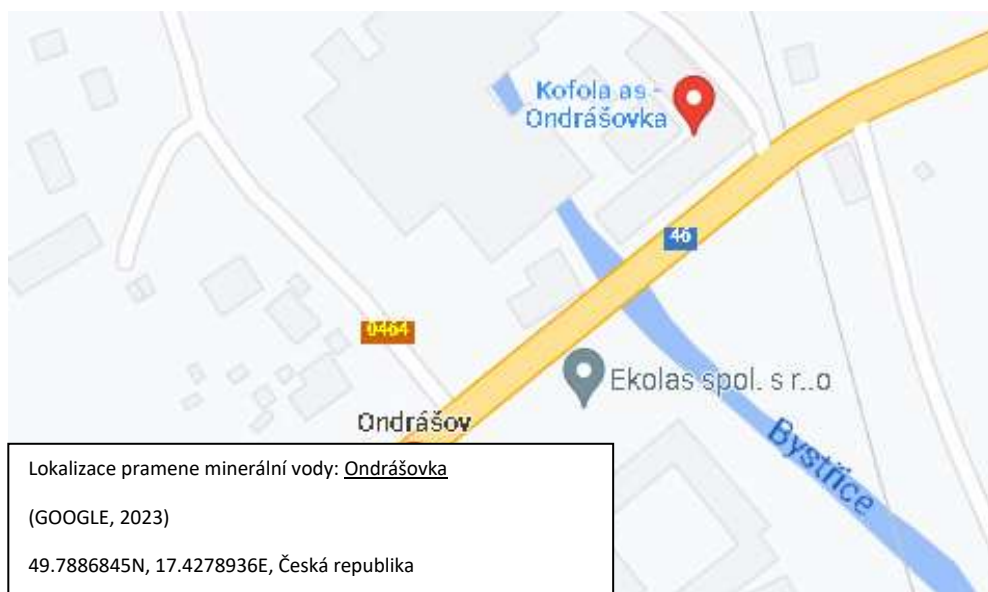 Kofola as -
Ondrášovka
46
0464
Ekolas spol. s r..o
Ondrášov
Bystřice
Lokalizace pramene minerální vody: Ondrášovka
(GOOGLE, 2023)
49.7886845N, 17.4278936E, Česká republika